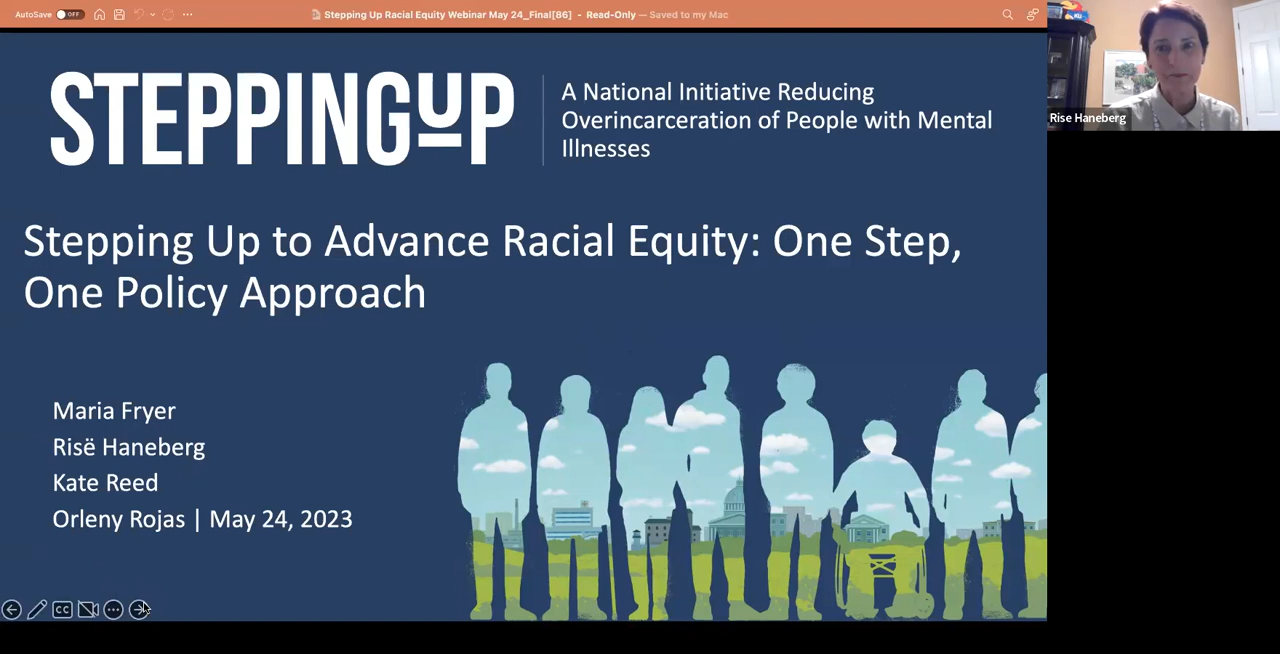 AutoSave OFF
Stepping Up Racial Equity Webinar May 24_Final[86] - Read-Only — Saved to my Mac
KU
Rise Haneberg
STEPPINGUP
A National Initiative Reducing
Overincarceration of People with Mental
Illnesses
Stepping Up to Advance Racial Equity: One Step,
One Policy Approach
Maria Fryer
Risë Haneberg
Kate Reed
Orleny Rojas | May 24, 2023
CC